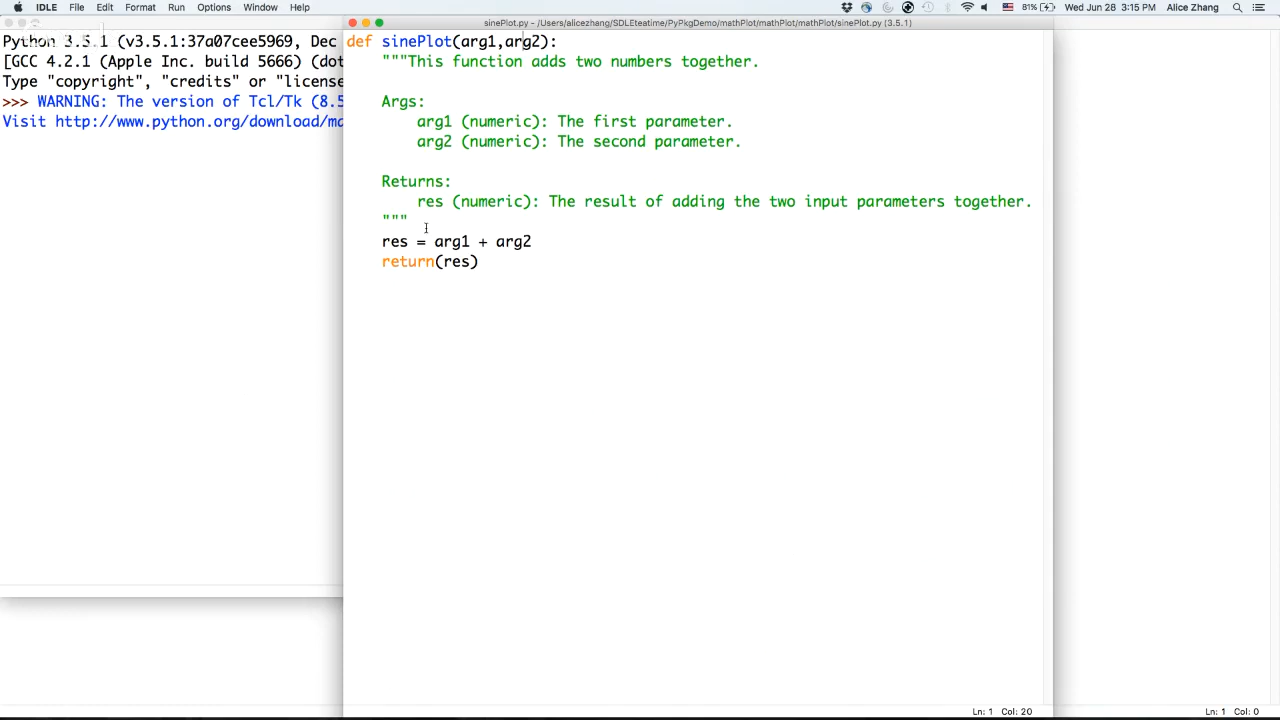 IDLE File Edit Format Run Options Window Help
81% Wed Jun 28 3:15 PM Alice Zhang
sinePlot.py - /Users/alicezhang/SDLEteatime/PyPkgDemo/mathPlot/mathPlot/mathPlot/sinePlot.py (3.5.1)
Python 3.5.1 (v3.5.1:37a07cee5969, Dec
[GCC 4.2.1 (Apple Inc. build 5666) (dot
Type "copyright", "credits" or "license
>>> WARNING: The version of Tcl/Tk (8.5
Visit http://www.python.org/download/ma
def sinePlot(arg1,arg2):
"""This function adds two numbers together.
Args:
arg1 (numeric): The first parameter.
arg2 (numeric): The second parameter.
Returns:
res (numeric): The result of adding the two input parameters together.
"""
res = arg1 + arg2
return(res)
Ln: 1 Col: 20
Ln: 1 Col: 0